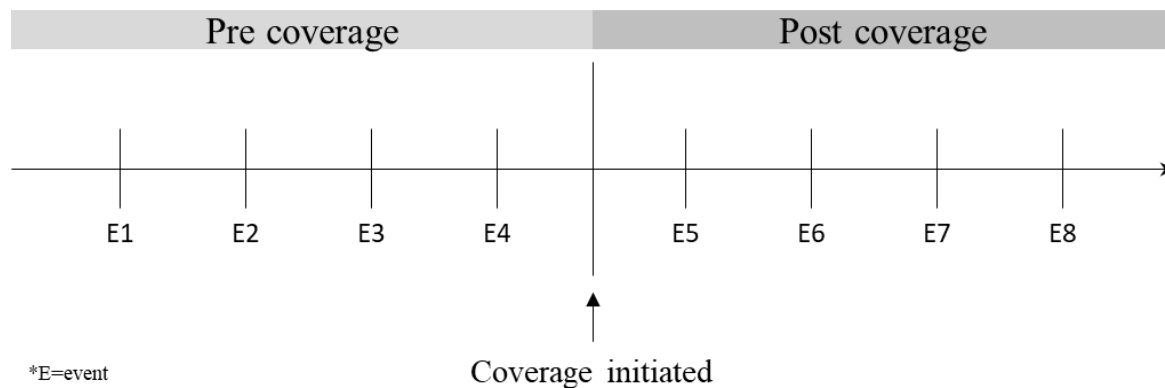 Pre coverage Post coverage
E1 E2 E3 E4 E5 E6 E7 E8
*E=event Coverage initiated